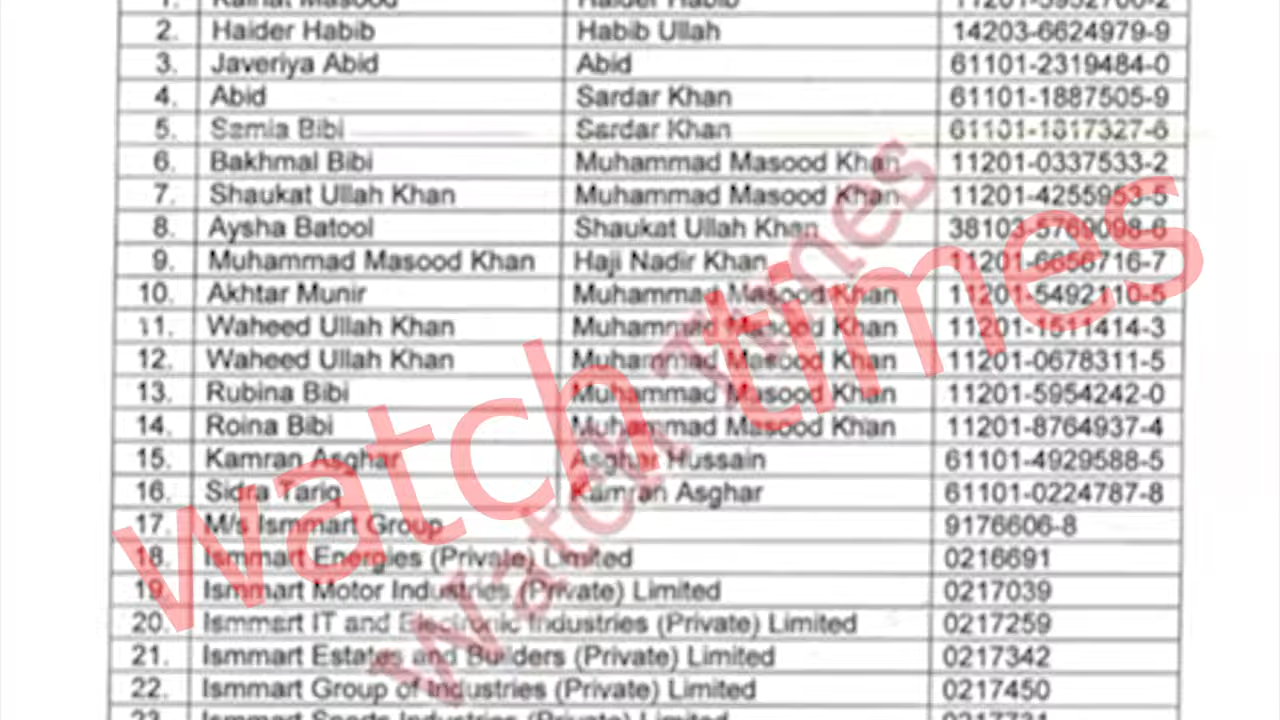 2. Haider Habib Habib Ullah 14203-6624979-9
3. Javeriya Abid Abid 61101-2319484-0
4. Abid Sardar Khan 61101-1887505-9
5. Samia Bibi Sardar Khan
6. Bakhmal Bibi Muhammad Masood Khan 11201-0337533-2
7. Shaukat Ullah Khan Muhammad Masood Khan 11201-4255953-5
8. Aysha Batool Shaukat Ullah Khan 38103-5769098-6
9. Muhammad Masood Khan Haji Nadir Khan 11201-6656716-7
10. Akhtar Munir Muhammad Masood Khan 11201-5492110-5
11. Waheed Ullah Khan Muhammad Masood Khan 11201-1511414-3
12. Waheed Ullah Khan Muhammad Masood Khan 11201-0678311-5
13. Rubina Bibi Muhammad Masood Khan 11201-5954242-0
14. Roina Bibi Muhammad Masood Khan 11201-8764937-4
15. Kamran Asghar Asghar Hussain 61101-4929588-5
16. Sidra Tariq Kamran Asghar 61101-0224787-8
17. M/s Ismmart Group 9176606-8
18. Ismmart Energies (Private) Limited 0216691
19. Ismmart Motor Industries (Private) Limited 0217039
20. Ismmart IT and Electronic Industries (Private) Limited 0217259
21. Ismmart Estates and Builders (Private) Limited 0217342
22. Ismmart Group of Industries (Private) Limited 0217450
watch times
Watch Times